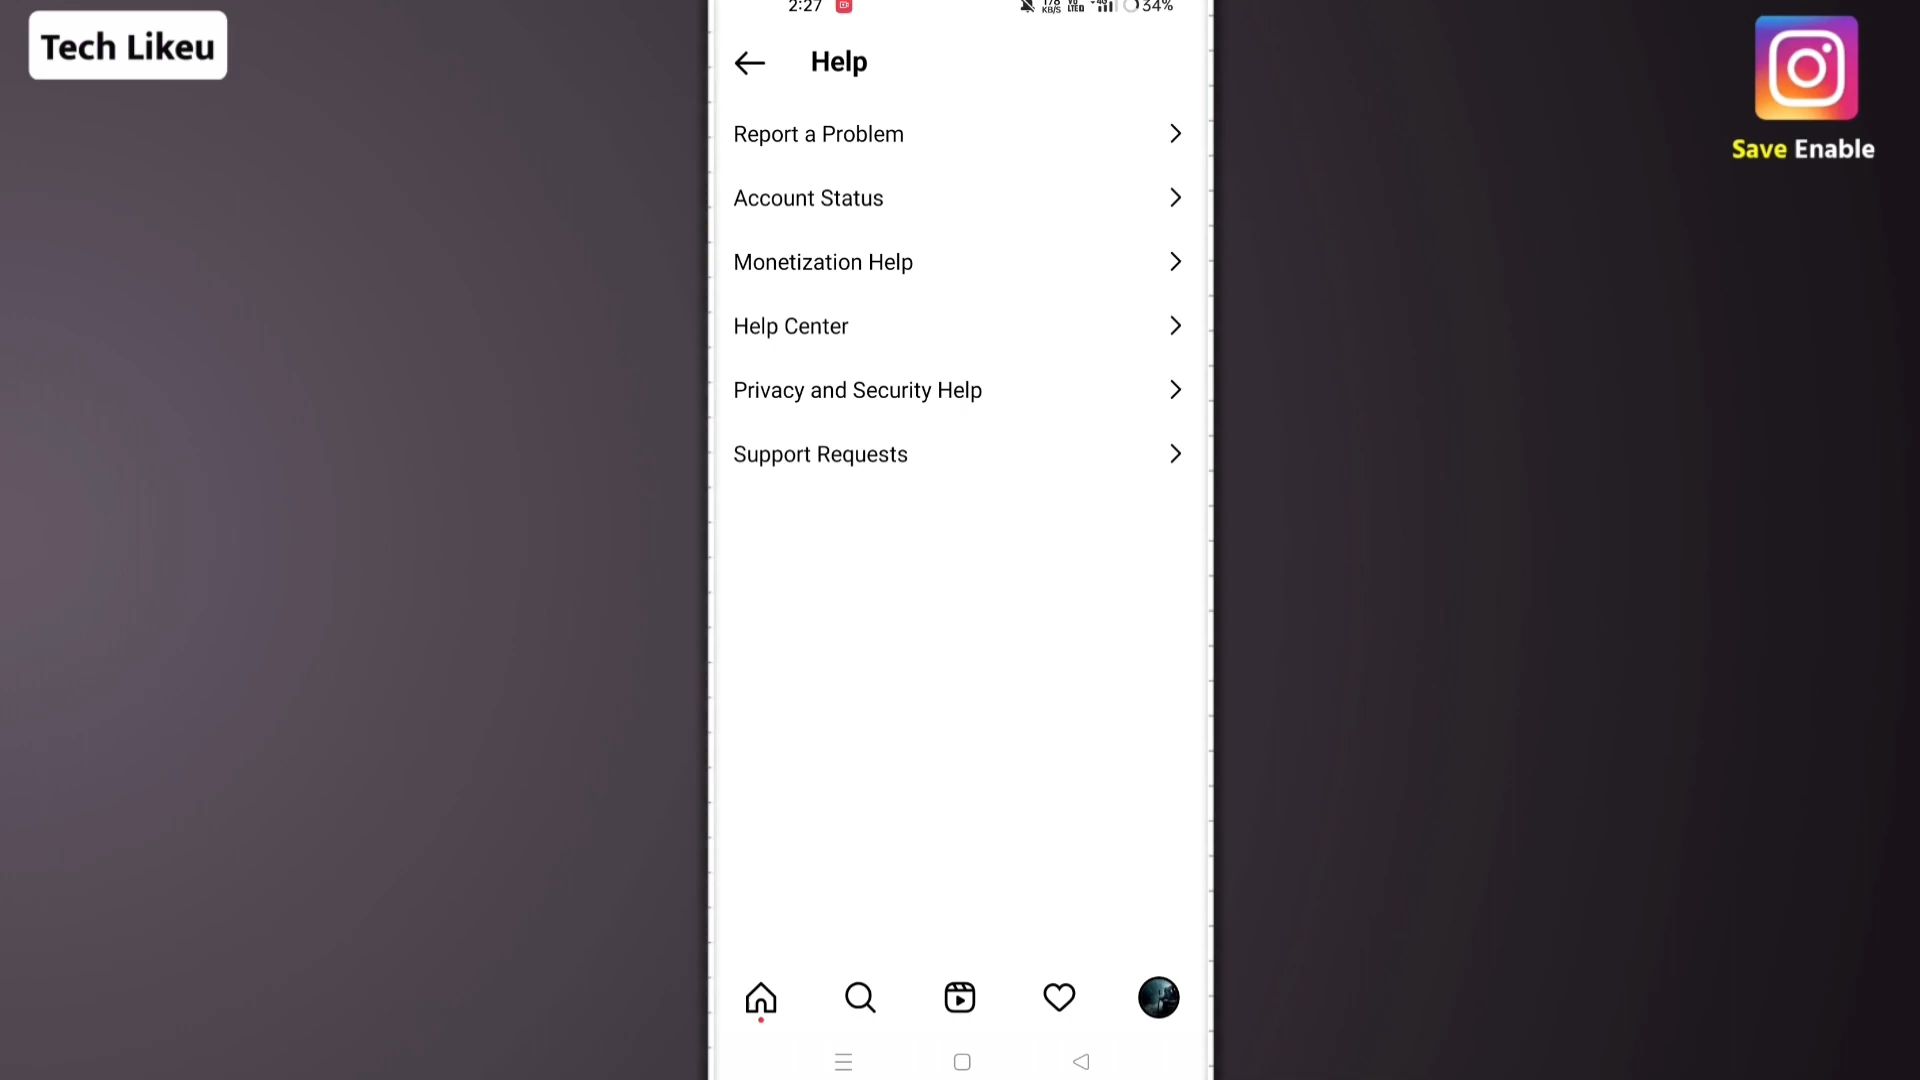 Tech Likeu
2:27
KB/S
34%
Help
Save Enable
Report a Problem
Account Status
Monetization Help
Help Center
Privacy and Security Help
Support Requests